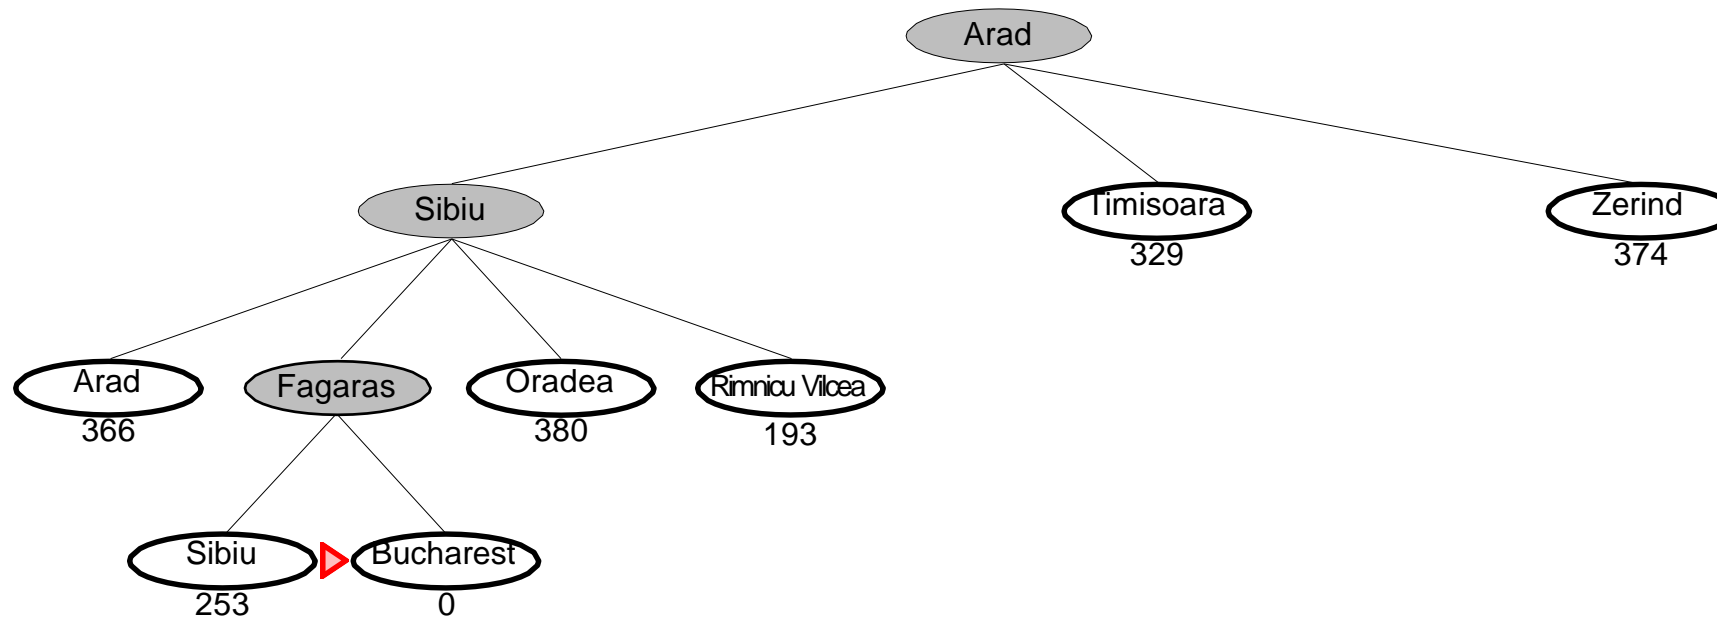 Arad
Sibiu
Timisoara
Zerind
329
374
Arad
Fagaras
Oradea
Rimnicu Vilcea
366
380
193
Sibiu
Bucharest
253
0